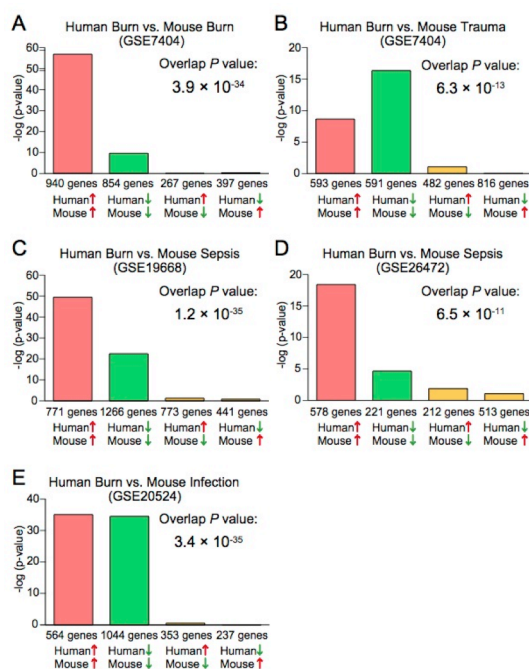 A
Human Burn vs. Mouse Burn
(GSE7404)
-log (p-value)
60
50
40
30
20
10
0
Overlap P value:
3.9 × 10-34
940 genes 854 genes 267 genes 397 genes
Human↑ Human↓ Human↑ Human↓
Mouse↑ Mouse↓ Mouse↓ Mouse↑
B
Human Burn vs. Mouse Trauma
(GSE7404)
-log (p-value)
20
15
10
5
0
Overlap P value:
6.3 × 10-13
593 genes 591 genes 482 genes 816 genes
Human↑ Human↓ Human↑ Human↓
Mouse↑ Mouse↓ Mouse↓ Mouse↑
C
Human Burn vs. Mouse Sepsis
(GSE19668)
-log (p-value)
60
50
40
30
20
10
0
Overlap P value:
1.2 × 10-35
771 genes 1266 genes 773 genes 441 genes
Human↑ Human↓ Human↑ Human↓
Mouse↑ Mouse↓ Mouse↓ Mouse↑
D
Human Burn vs. Mouse Sepsis
(GSE26472)
-log (p-value)
20
15
10
5
0
Overlap P value:
6.5 × 10-11
578 genes 221 genes 212 genes 513 genes
Human↑ Human↓ Human↑ Human↓
Mouse↑ Mouse↓ Mouse↓ Mouse↑
E
Human Burn vs. Mouse Infection
(GSE20524)
-log (p-value)
40
30
20
10
0
Overlap P value:
3.4 × 10-35
564 genes 1044 genes 353 genes 237 genes
Human↑ Human↓ Human↑ Human↓
Mouse↑ Mouse↓ Mouse↓ Mouse↑